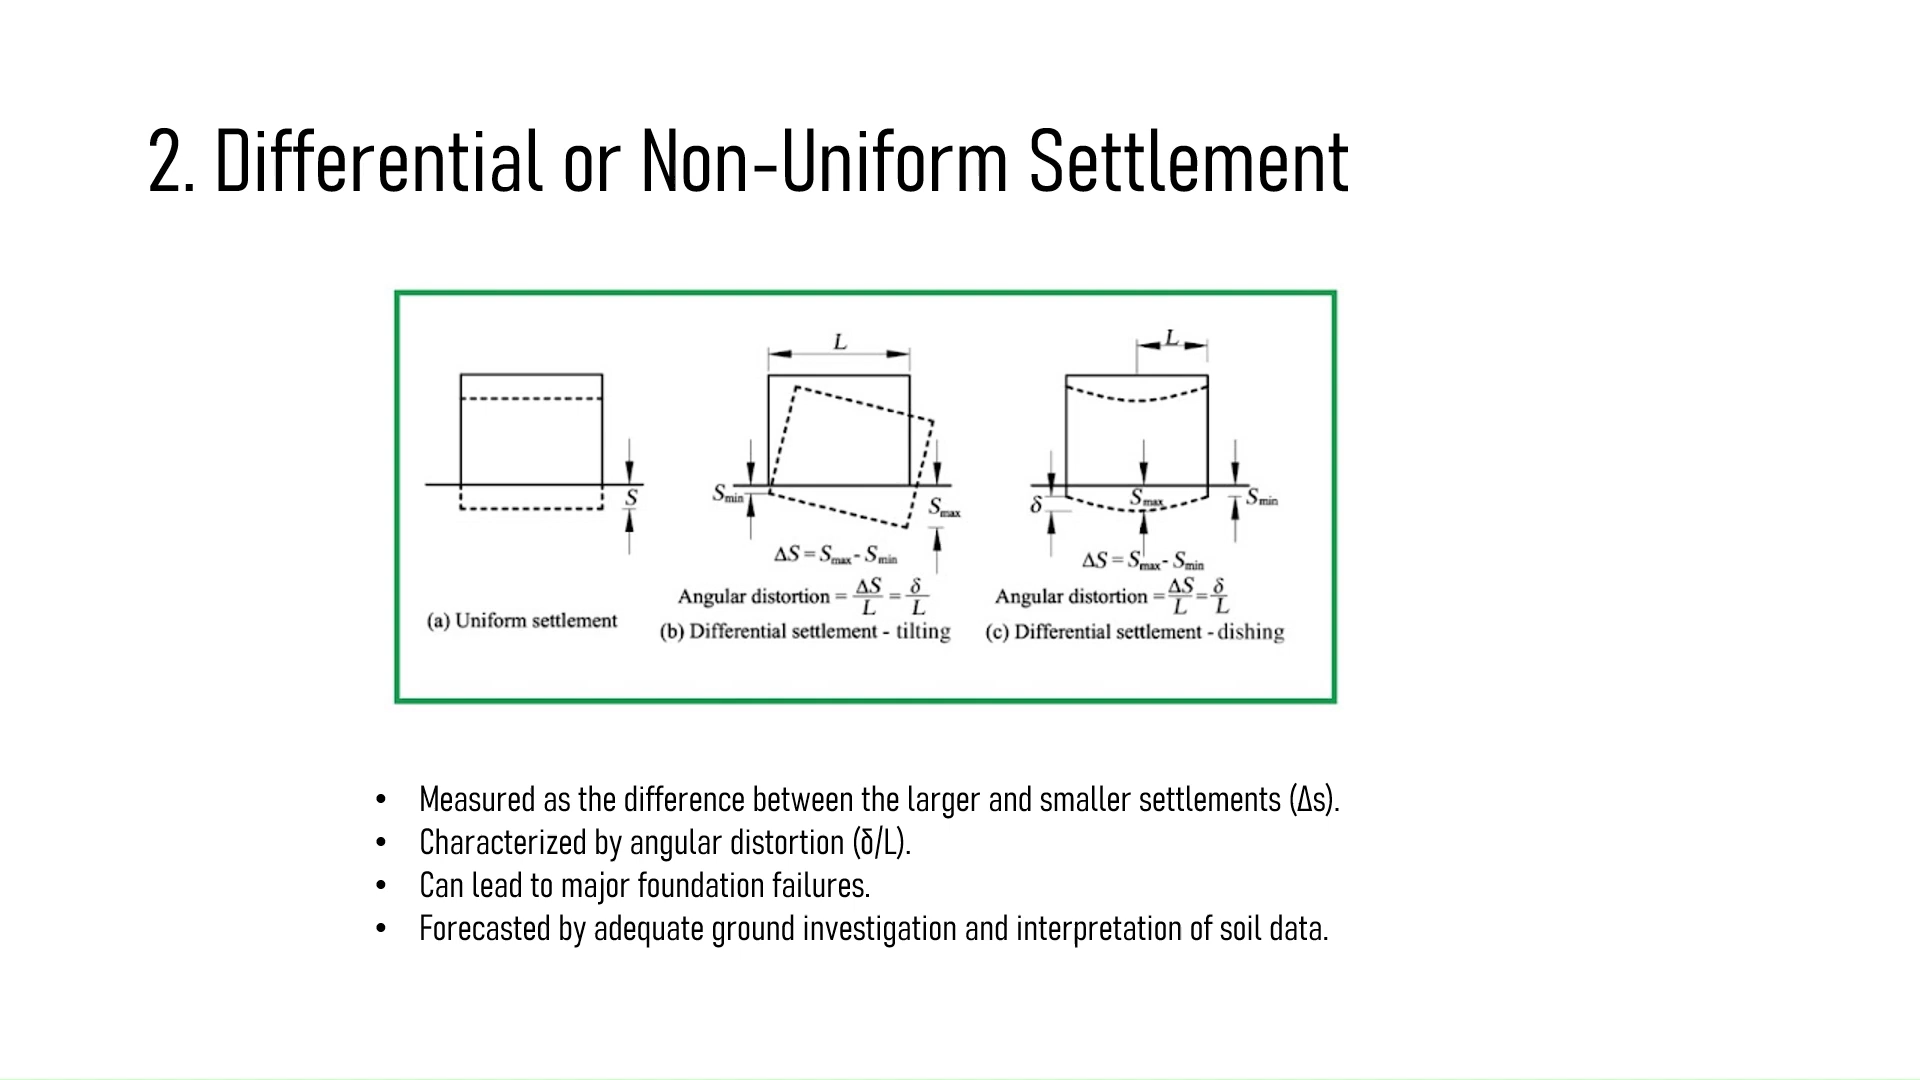 2. Differential or Non-Uniform Settlement
L
L
S
Smin
Smax
δ
Smax
Smin
ΔS = Smax - Smin
ΔS = Smax - Smin
Angular distortion = ΔS/L = δ/L
Angular distortion = ΔS/L = δ/L
(a) Uniform settlement
(b) Differential settlement - tilting
(c) Differential settlement - dishing
• Measured as the difference between the larger and smaller settlements (Δs).
• Characterized by angular distortion (δ/L).
• Can lead to major foundation failures.
• Forecasted by adequate ground investigation and interpretation of soil data.